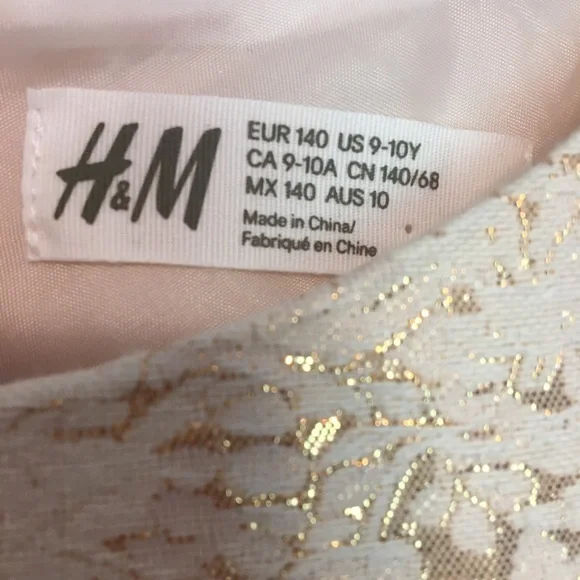 H&M
EUR 140 US 9-10Y
CA 9-10A CN 140/68
MX 140 AUS 10
Made in China/
Fabriqué en Chine